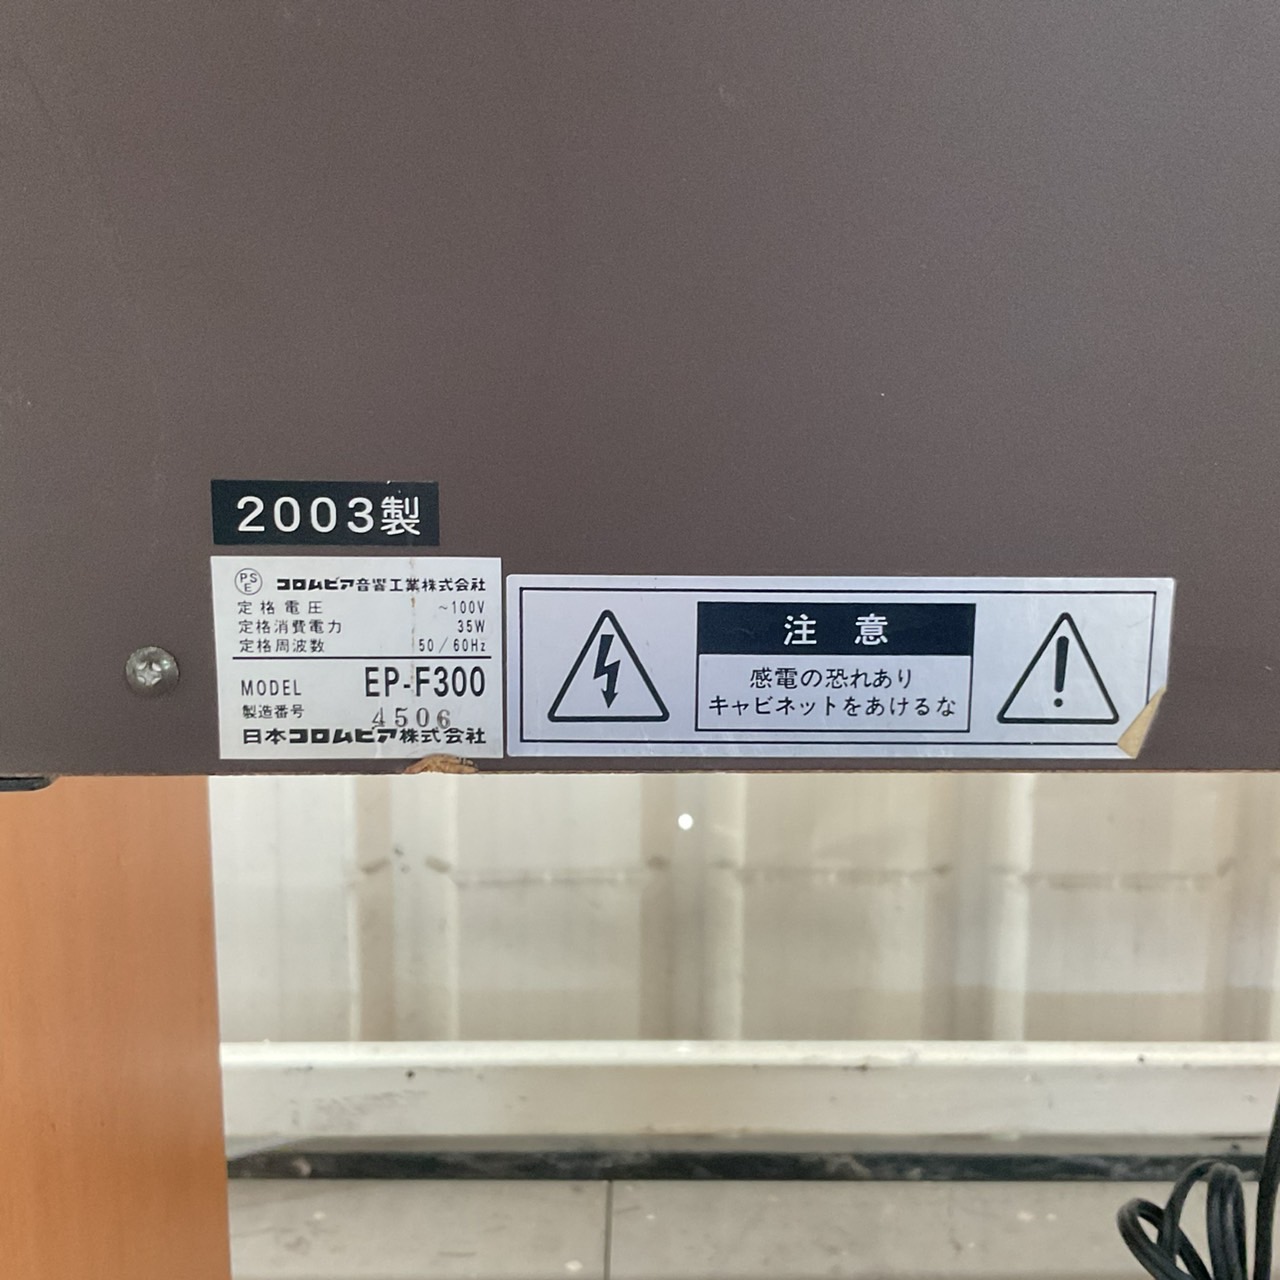 2003製
PSE コロムビア音響工業株式会社
定格電圧 ~100V
定格消費電力 35W
定格周波数 50/60Hz
MODEL EP-F300
製造番号 4506
日本コロムビア株式会社
注意
感電の恐れあり
キャビネットをあけるな